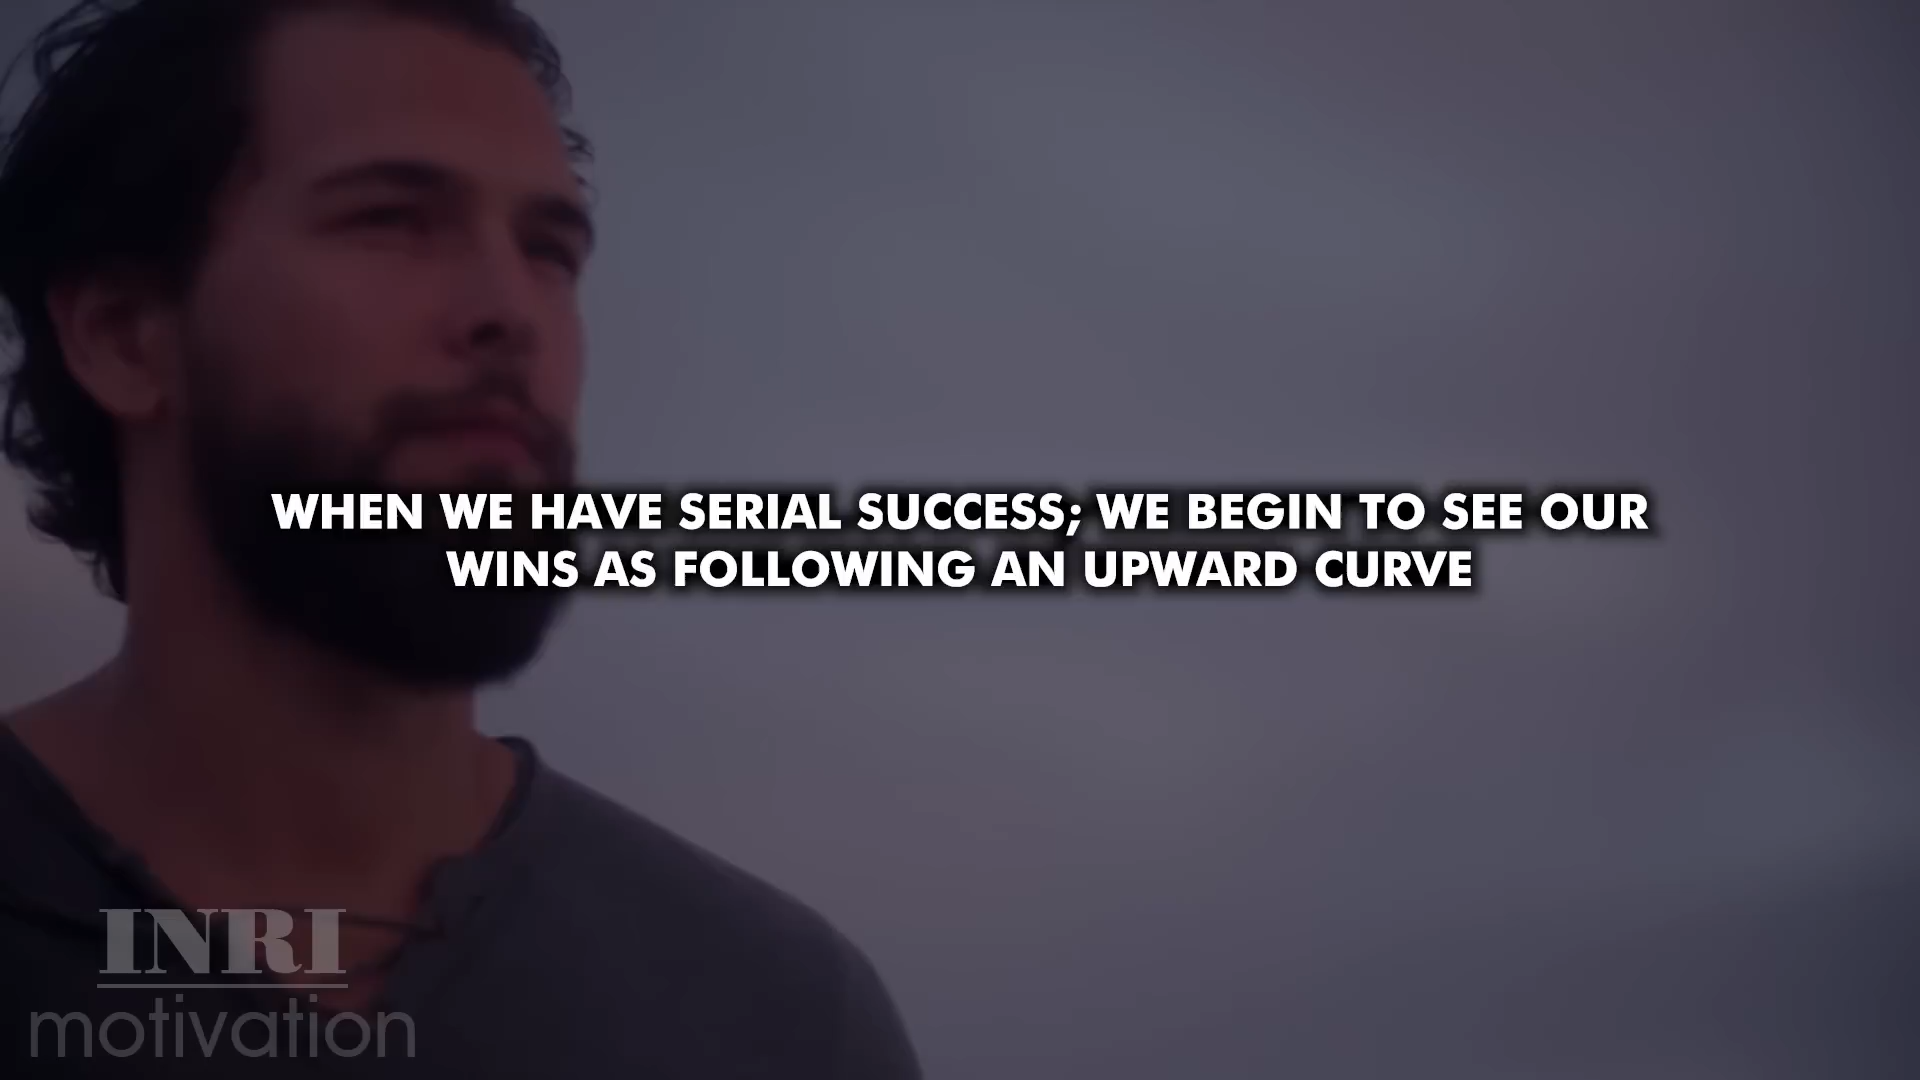 WHEN WE HAVE SERIAL SUCCESS; WE BEGIN TO SEE OUR
WINS AS FOLLOWING AN UPWARD CURVE
INRI
motivation